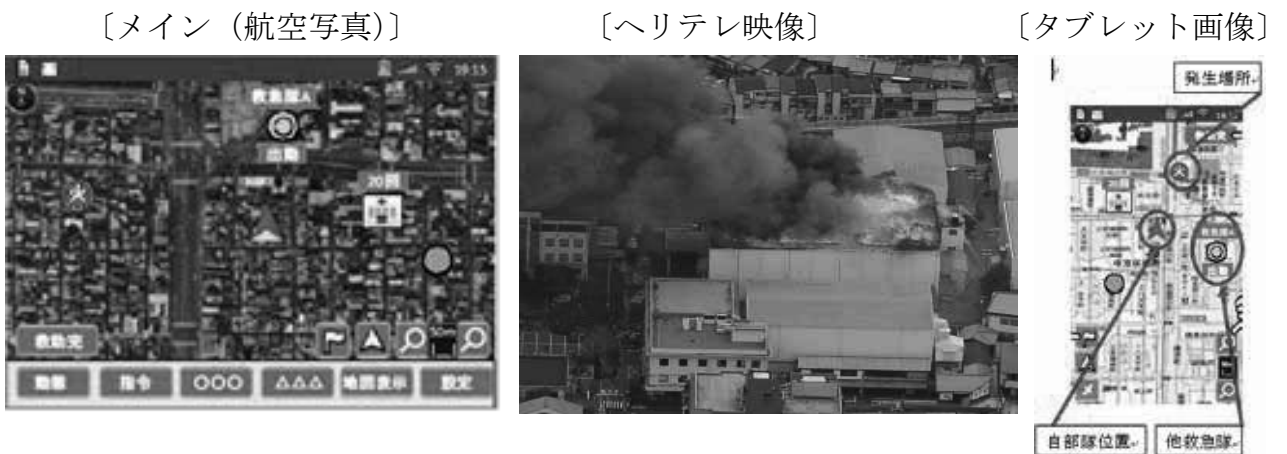 〔メイン（航空写真）〕
〔ヘリテレ映像〕
〔タブレット画像〕
19:15
救急隊A
出動
救助完
動態
指令
○○○
△△△
地図表示
設定
発生場所
自部隊位置
他救急隊